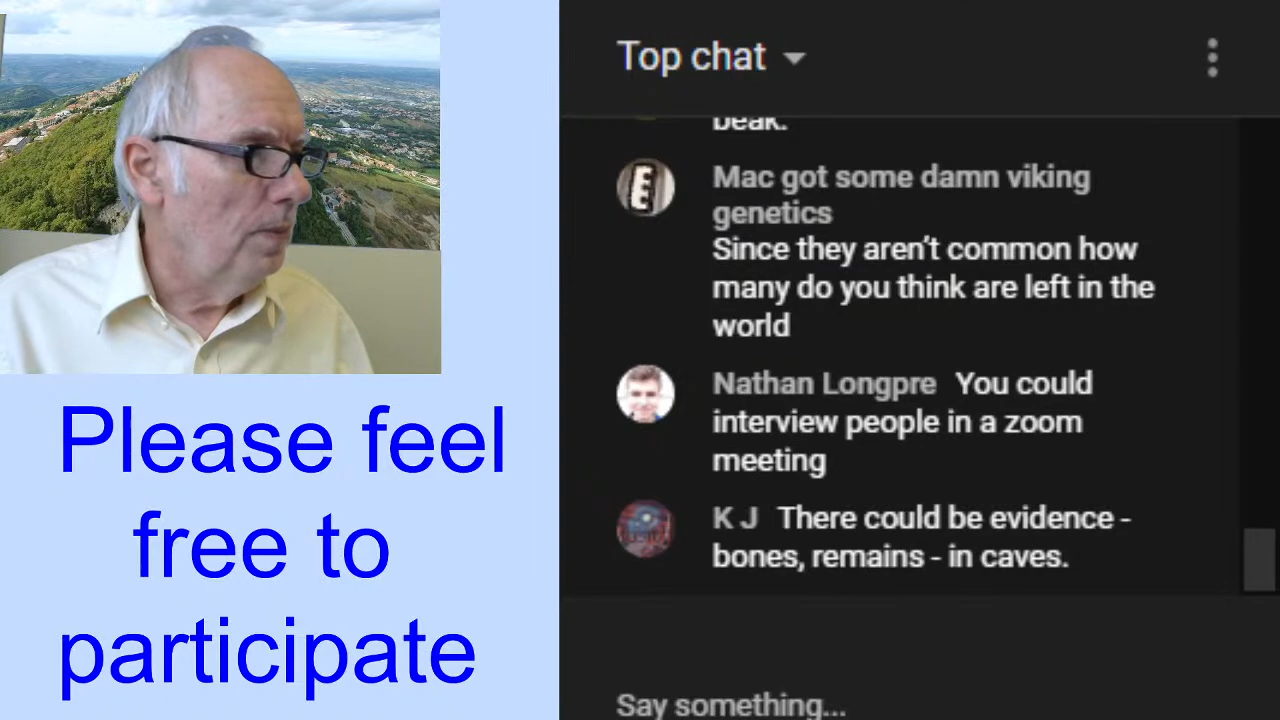 Please feel
free to
participate
Top chat
beak.
Mac got some damn viking
genetics
Since they aren’t common how
many do you think are left in the
world
Nathan Longpre You could
interview people in a zoom
meeting
K J There could be evidence -
bones, remains - in caves.
Say something...